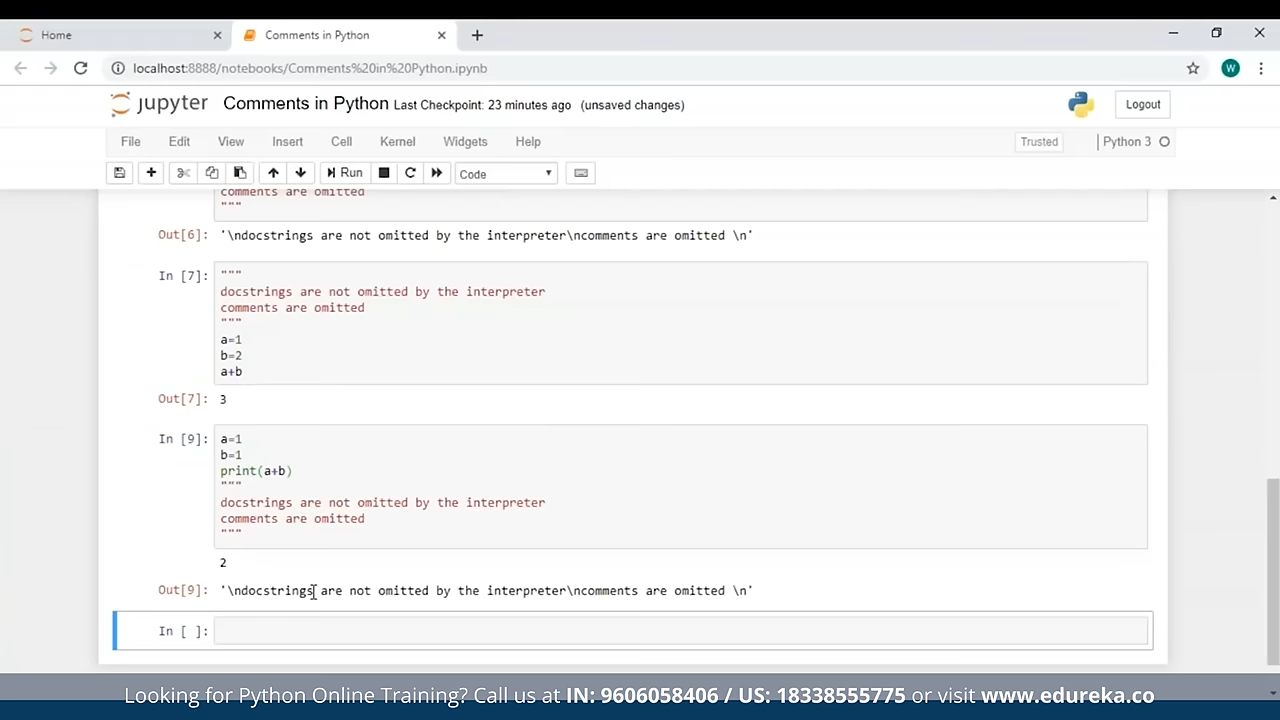 Home
Comments in Python
localhost:8888/notebooks/Comments%20in%20Python.ipynb
W
jupyter Comments in Python Last Checkpoint: 23 minutes ago (unsaved changes)
Logout
File Edit View Insert Cell Kernel Widgets Help
Trusted
Python 3
Run
Code
comments are omitted
"""
Out[6]: '\ndocstrings are not omitted by the interpreter\ncomments are omitted \n'
In [7]: """
docstrings are not omitted by the interpreter
comments are omitted
"""
a=1
b=2
a+b
Out[7]: 3
In [9]: a=1
b=1
print(a+b)
"""
docstrings are not omitted by the interpreter
comments are omitted
"""
2
Out[9]: '\ndocstrings are not omitted by the interpreter\ncomments are omitted \n'
In [ ]:
Looking for Python Online Training? Call us at IN: 9606058406 / US: 18338555775 or visit www.edureka.co